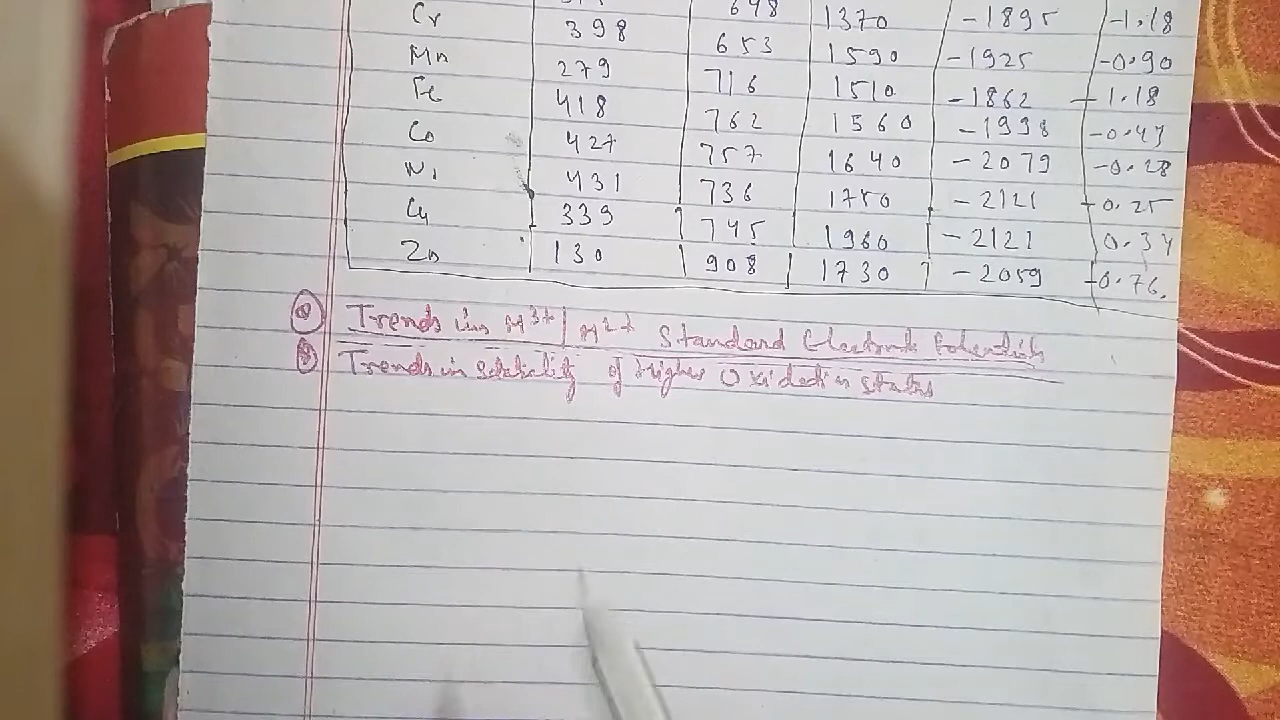 Cr 648 1370 -1895 -1.18
Mn 398 653 1590 -1925 -0.90
Fe 279 716 1510 -1862 -1.18
Co 418 762 1560 -1998 -0.43
Ni 427 757 1640 -2079 -0.28
Cu 431 736 1750 -2121 -0.25
Zn 339 745 1960 -2121 0.34
130 908 1730 -2059 -0.76.
Trends in M3+ | M2+ Standard Electrode Potentials
Trends in stability of higher Oxidation states